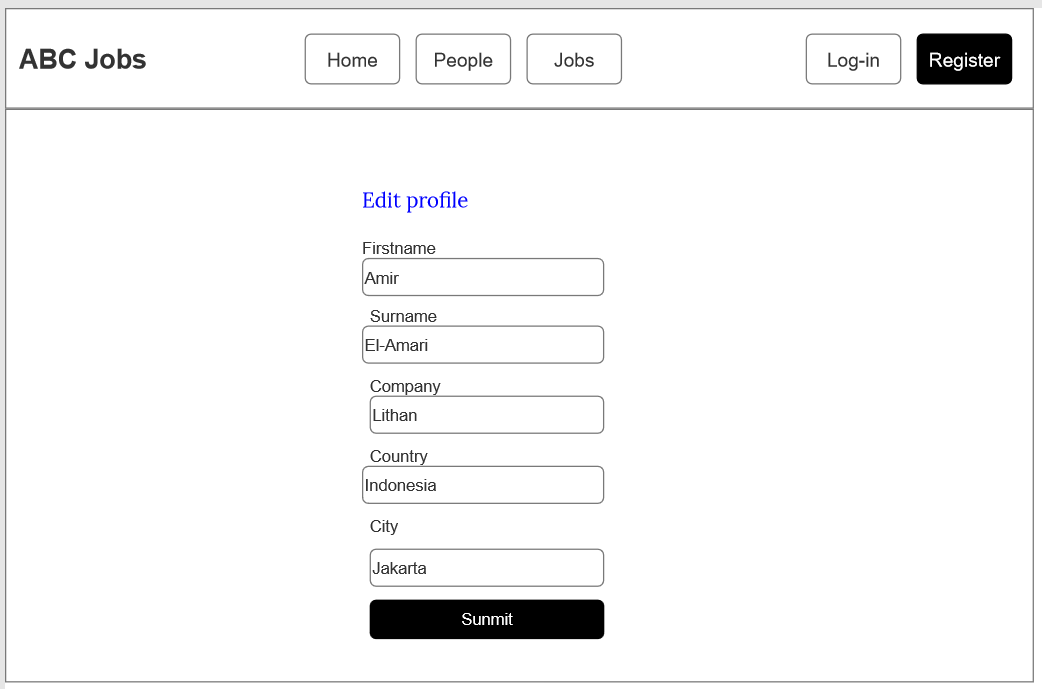 ABC Jobs Home People Jobs Log-in Register
Edit profile
Firstname
Amir
Surname
El-Amari
Company
Lithan
Country
Indonesia
City
Jakarta
Sunmit